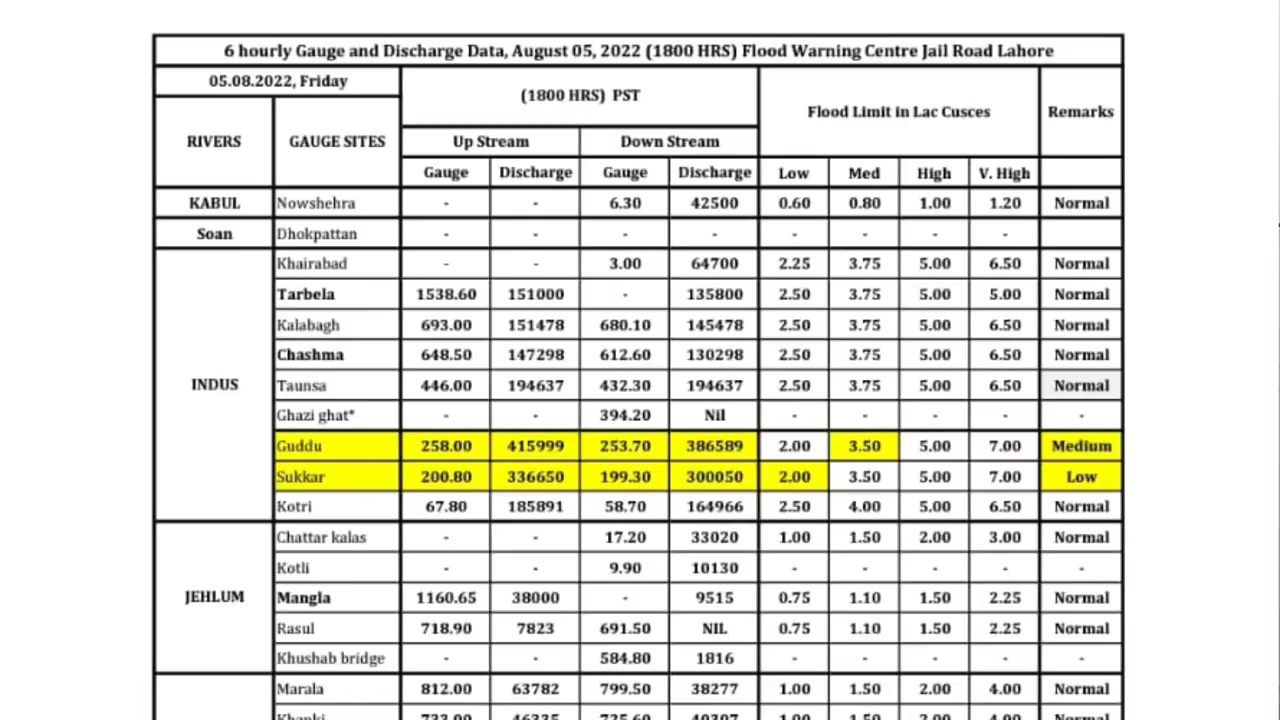 6 hourly Gauge and Discharge Data, August 05, 2022 (1800 HRS) Flood Warning Centre Jail Road Lahore
05.08.2022, Friday (1800 HRS) PST Flood Limit in Lac Cusces Remarks
RIVERS GAUGE SITES Up Stream Down Stream
Gauge Discharge Gauge Discharge Low Med High V. High
KABUL Nowshehra - - 6.30 42500 0.60 0.80 1.00 1.20 Normal
Soan Dhokpattan - - - - - - - -
INDUS Khairabad - - 3.00 64700 2.25 3.75 5.00 6.50 Normal
Tarbela 1538.60 151000 - 135800 2.50 3.75 5.00 5.00 Normal
Kalabagh 693.00 151478 680.10 145478 2.50 3.75 5.00 6.50 Normal
Chashma 648.50 147298 612.60 130298 2.50 3.75 5.00 6.50 Normal
Taunsa 446.00 194637 432.30 194637 2.50 3.75 5.00 6.50 Normal
Ghazi ghat* - - 394.20 Nil - - - - -
Guddu 258.00 415999 253.70 386589 2.00 3.50 5.00 7.00 Medium
Sukkar 200.80 336650 199.30 300050 2.00 3.50 5.00 7.00 Low
Kotri 67.80 185891 58.70 164966 2.50 4.00 5.00 6.50 Normal
JEHLUM Chattar kalas - - 17.20 33020 1.00 1.50 2.00 3.00 Normal
Kotli - - 9.90 10130 - - - - -
Mangla 1160.65 38000 - 9515 0.75 1.10 1.50 2.25 Normal
Rasul 718.90 7823 691.50 NIL 0.75 1.10 1.50 2.25 Normal
Khushab bridge - - 584.80 1816 - - - - -
Marala 812.00 63782 799.50 38277 1.00 1.50 2.00 4.00 Normal